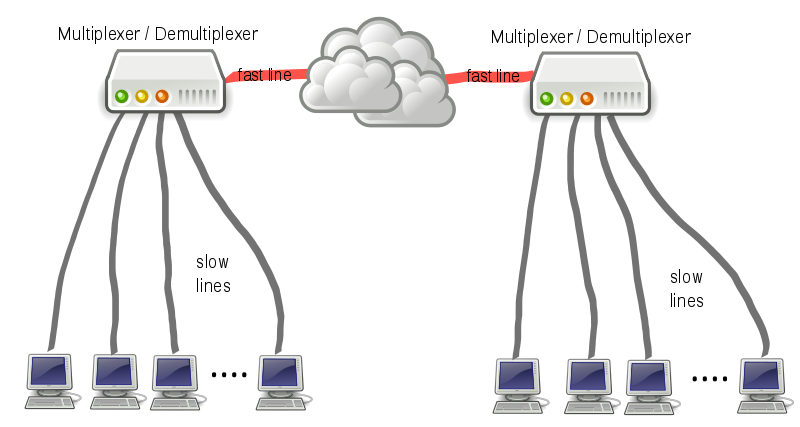 Multiplexer / Demultiplexer
Multiplexer / Demultiplexer
fast line
fast line
slow
lines
slow
lines